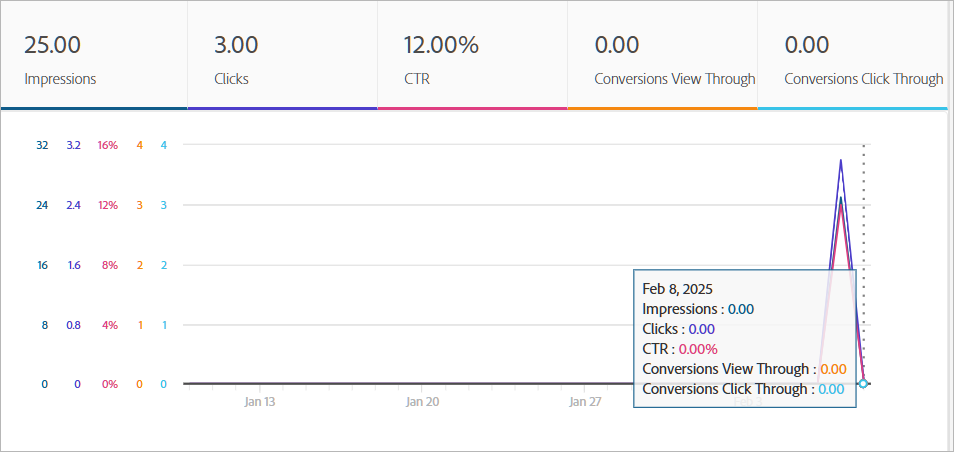 25.00 3.00 12.00% 0.00 0.00
Impressions Clicks CTR Conversions View Through Conversions Click Through
32 3.2 16% 4 4
24 2.4 12% 3 3
16 1.6 8% 2 2
8 0.8 4% 1 1
0 0 0% 0 0
Feb 8, 2025
Impressions : 0.00
Clicks : 0.00
CTR : 0.00%
Conversions View Through : 0.00
Conversions Click Through : 0.00
Jan 13 Jan 20 Jan 27 Feb 3